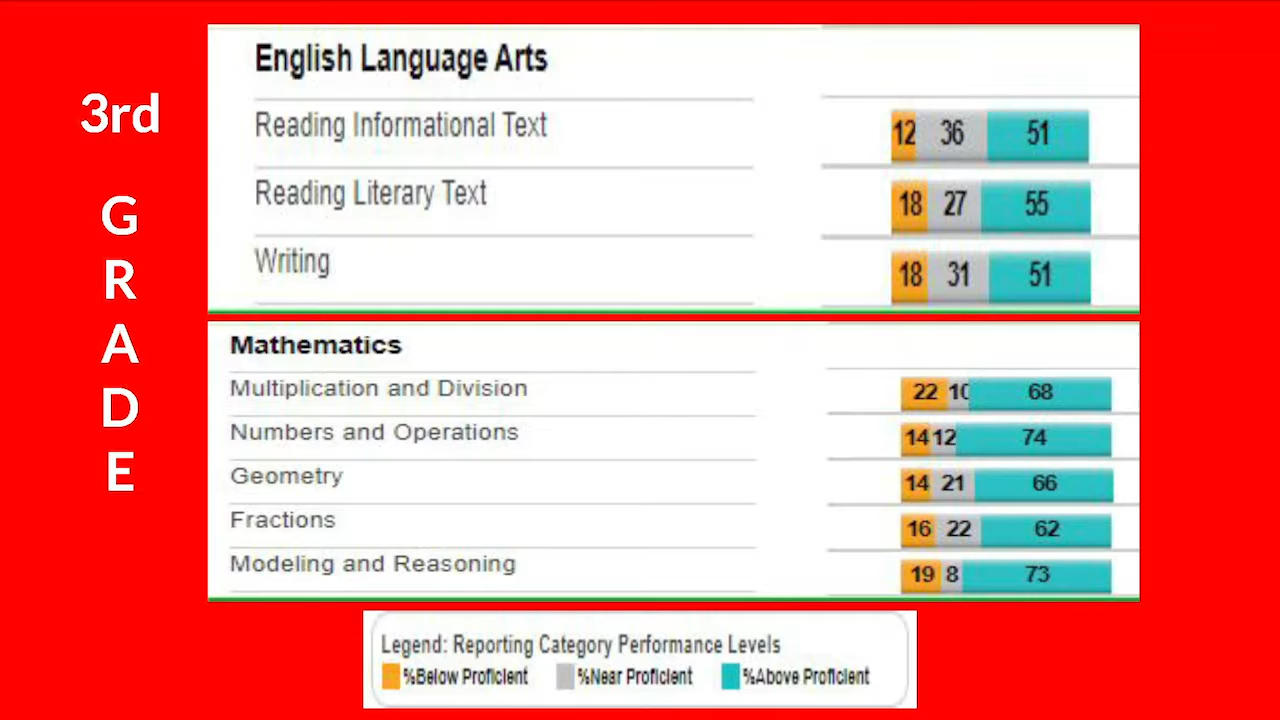 3rd
GRADE
English Language Arts
Reading Informational Text 12 36 51
Reading Literary Text 18 27 55
Writing 18 31 51
Mathematics
Multiplication and Division 22 10 68
Numbers and Operations 14 12 74
Geometry 14 21 66
Fractions 16 22 62
Modeling and Reasoning 19 8 73
Legend: Reporting Category Performance Levels
%Below Proficient %Near Proficient %Above Proficient